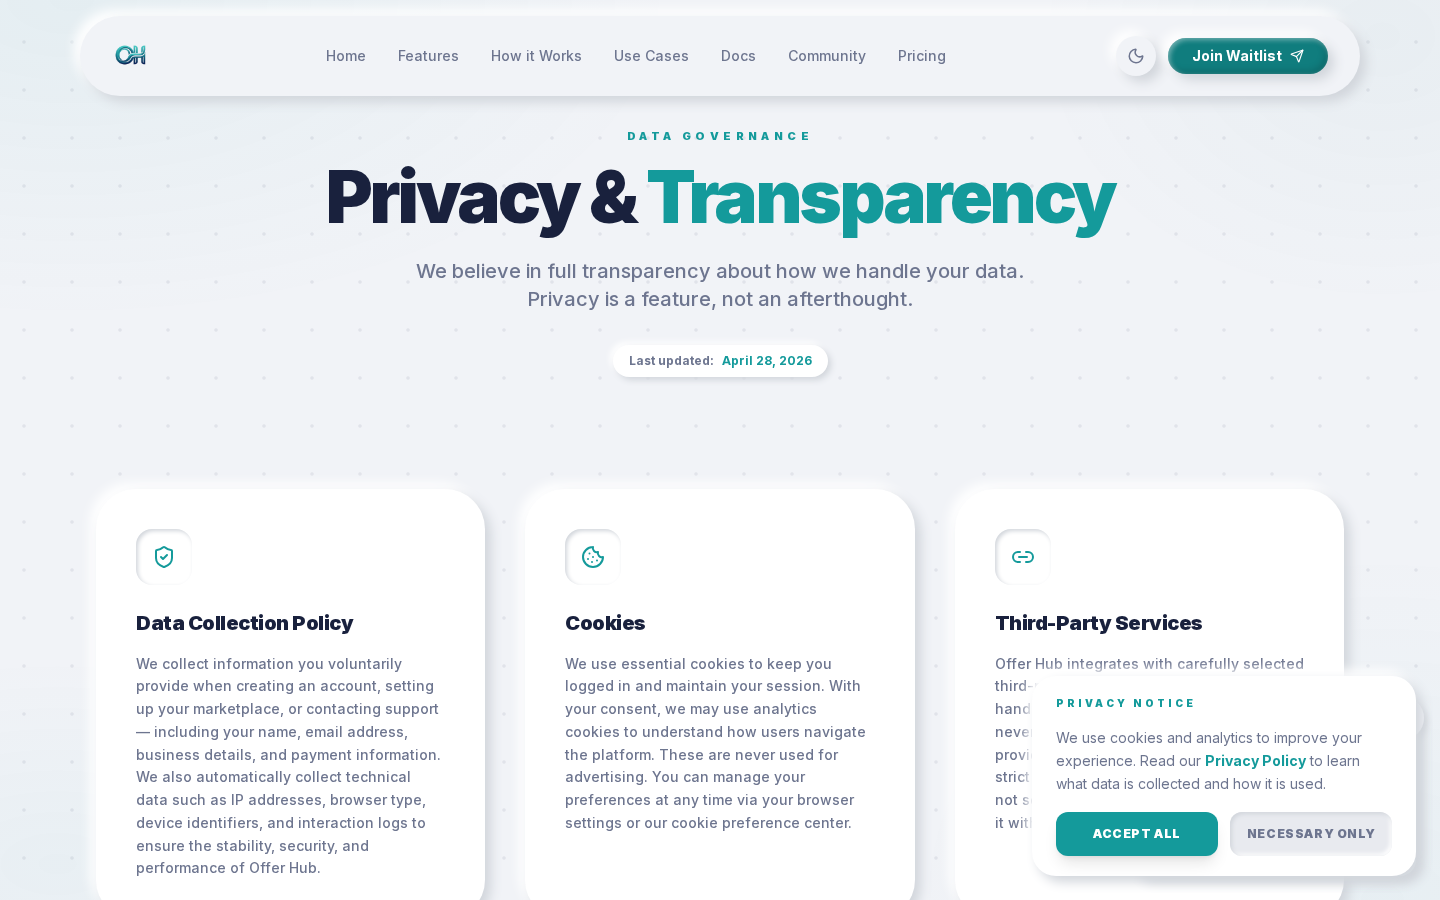 OH
Home Features How it Works Use Cases Docs Community Pricing
Join Waitlist
DATA GOVERNANCE
Privacy & Transparency
We believe in full transparency about how we handle your data.
Privacy is a feature, not an afterthought.
Last updated: April 28, 2026
Data Collection Policy
We collect information you voluntarily
provide when creating an account, setting
up your marketplace, or contacting support
— including your name, email address,
business details, and payment information.
We also automatically collect technical
data such as IP addresses, browser type,
device identifiers, and interaction logs to
ensure the stability, security, and
performance of Offer Hub.
Cookies
We use essential cookies to keep you
logged in and maintain your session. With
your consent, we may use analytics
cookies to understand how users navigate
the platform. These are never used for
advertising. You can manage your
preferences at any time via your browser
settings or our cookie preference center.
Third-Party Services
Offer Hub integrates with carefully selected
PRIVACY NOTICE
We use cookies and analytics to improve your
experience. Read our Privacy Policy to learn
what data is collected and how it is used.
ACCEPT ALL
NECESSARY ONLY